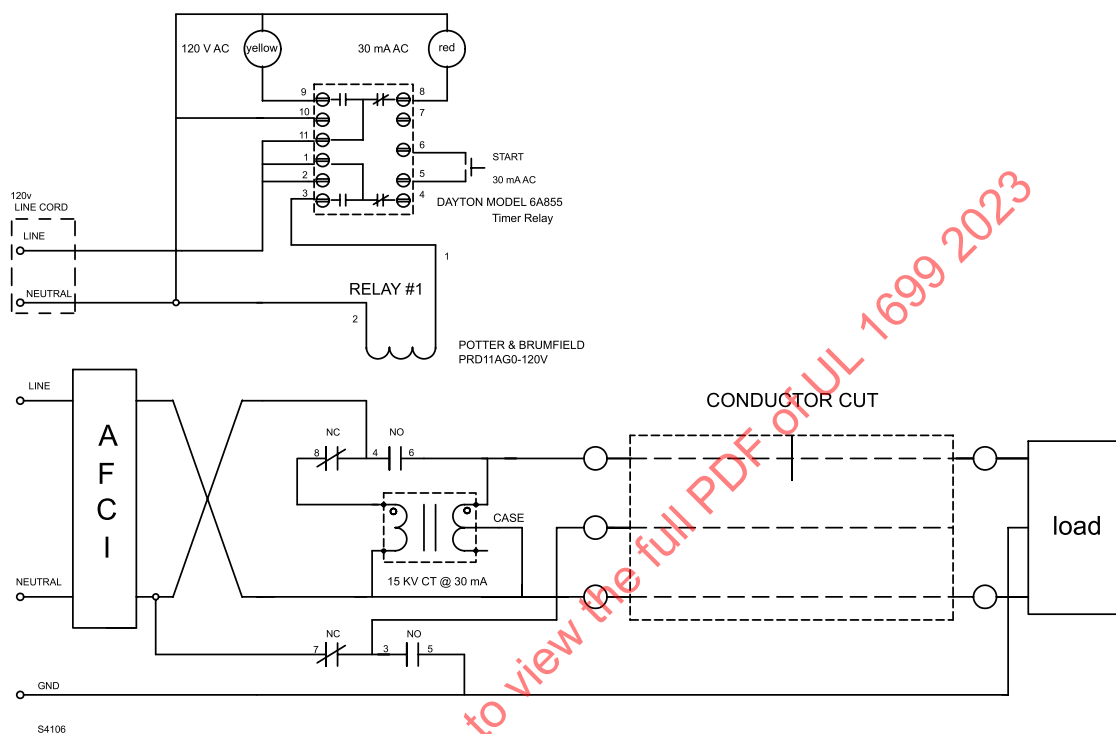 120 V AC
yellow
30 mA AC
red
9
8
10
7
11
6
START
1
2
5
30 mA AC
3
4
DAYTON MODEL 6A855
Timer Relay
120v
LINE CORD
LINE
NEUTRAL
1
RELAY #1
2
POTTER & BRUMFIELD
PRD11AG0-120V
LINE
A
F
C
I
NEUTRAL
GND
NC
NO
8
4
6
CASE
15 KV CT @ 30 mA
NC
NO
7
3
5
CONDUCTOR CUT
load
to view the full PDF of UL 1699 2023
S4106